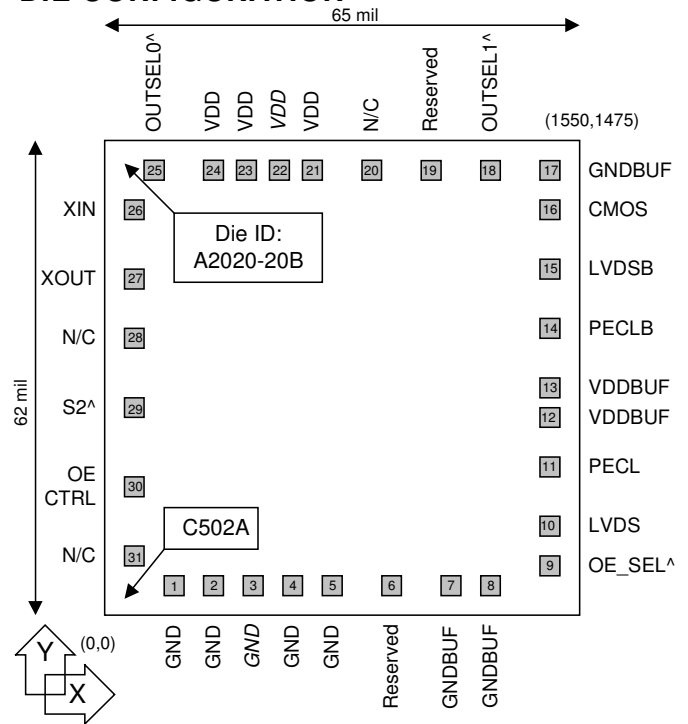 65 mil
OUTSEL0^
VDD
VDD
VDD
VDD
N/C
Reserved
OUTSEL1^
(1550,1475)
25
24
23
22
21
20
19
18
17
GNDBUF
XIN
26
16
CMOS
Die ID:
A2020-20B
XOUT
27
15
LVDSB
N/C
28
14
PECLB
62 mil
13
VDDBUF
S2^
29
12
VDDBUF
OE
CTRL
30
11
PECL
C502A
10
LVDS
N/C
31
9
OE_SEL^
1
2
3
4
5
6
7
8
GND
GND
GND
GND
GND
Reserved
GNDBUF
GNDBUF
Y
(0,0)
X